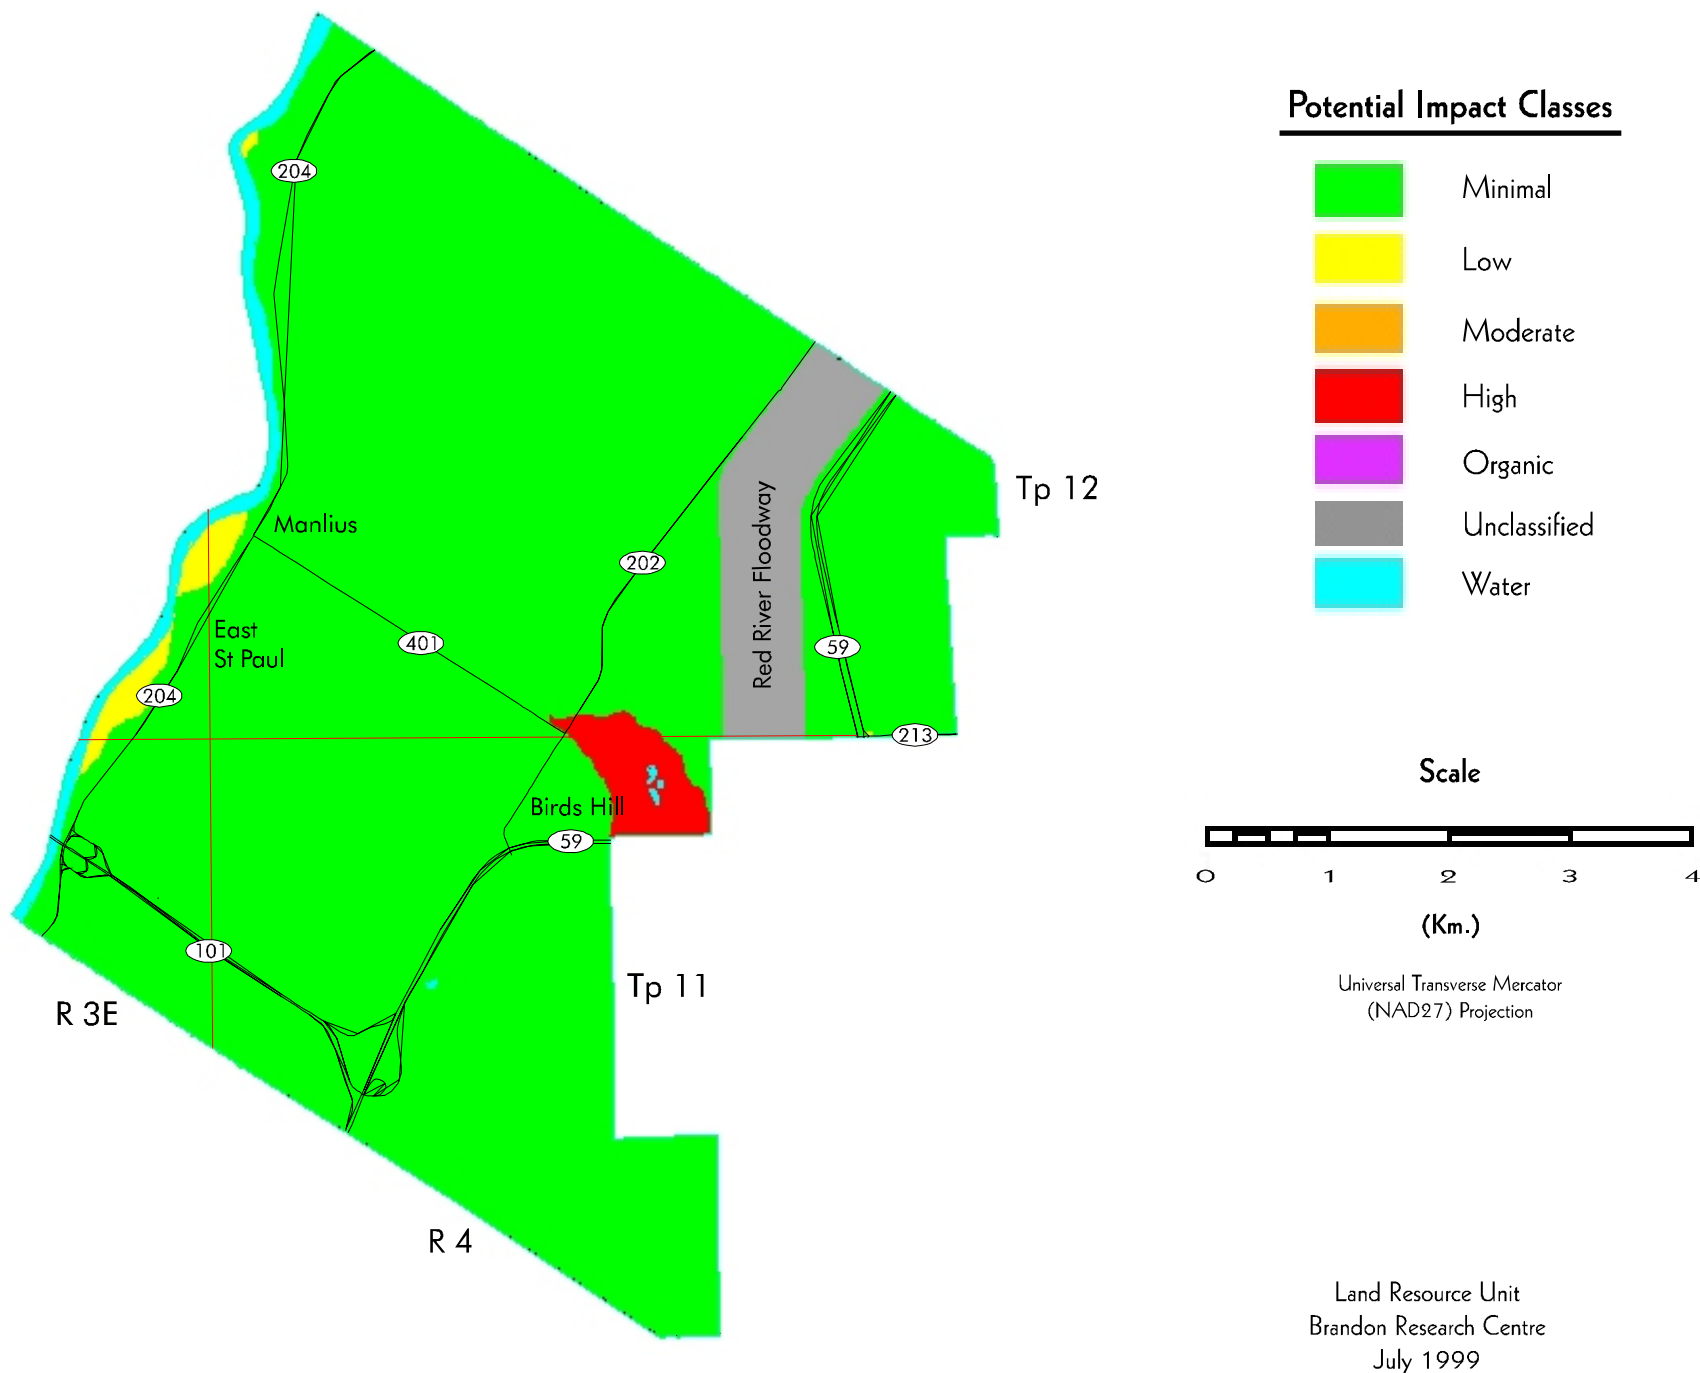 Potential Impact Classes
Minimal
Low
Moderate
High
Organic
Unclassified
Water
204
Tp 12
Manlius
202
Red River Floodway
East
St Paul
401
59
204
213
Birds Hill
59
Scale
0 1 2 3 4
(Km.)
101
Tp 11
R 3E
Universal Transverse Mercator
(NAD27) Projection
R 4
Land Resource Unit
Brandon Research Centre
July 1999